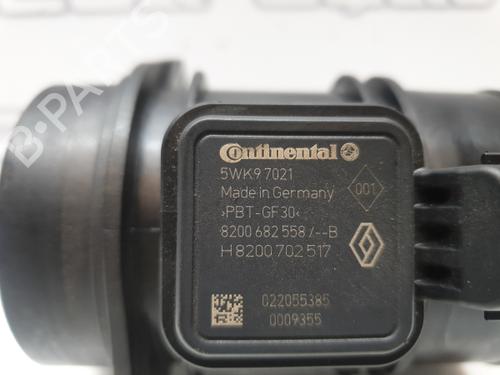 B-PARTS
Continental
5WK9 7021
Made in Germany
001
›PBT-GF30‹
8200 682 558 /--B
H 8200 702 517
022055385
0009355